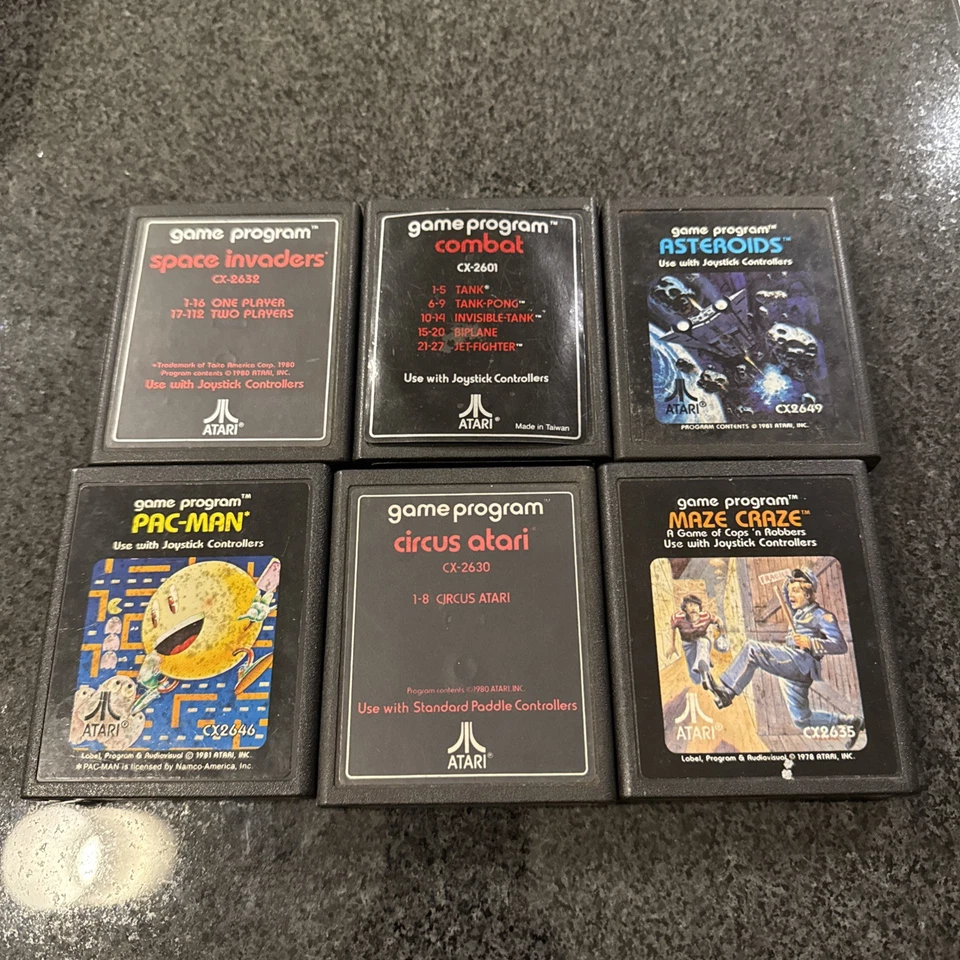 game program™
space invaders*
CX-2632
1-16 ONE PLAYER
17-112 TWO PLAYERS
*Trademark of Taito America Corp. 1980
Program contents © 1980 ATARI, INC.
Use with Joystick Controllers
ATARI®
game program™
combat
CX-2601
1-5 TANK®
6-9 TANK-PONG™
10-14 INVISIBLE-TANK™
15-20 BIPLANE
21-27 JET-FIGHTER™
Use with Joystick Controllers
ATARI®
Made in Taiwan
game program™
ASTEROIDS™
Use with Joystick Controllers
ATARI®
CX2649
PROGRAM CONTENTS © 1981 ATARI, INC.
game program™
PAC-MAN*
Use with Joystick Controllers
ATARI®
CX2646
Label, Program & Audiovisual © 1981 ATARI, INC.
* PAC-MAN is licensed by Namco-America, Inc.
game program™
circus atari™
CX-2630
1-8 CIRCUS ATARI
Program contents ©1980 ATARI, INC.
Use with Standard Paddle Controllers
ATARI®
game program™
MAZE CRAZE™
A Game of Cops 'n Robbers
Use with Joystick Controllers
ATARI®
CX2635
Label, Program & Audiovisual © 1978 ATARI, INC.